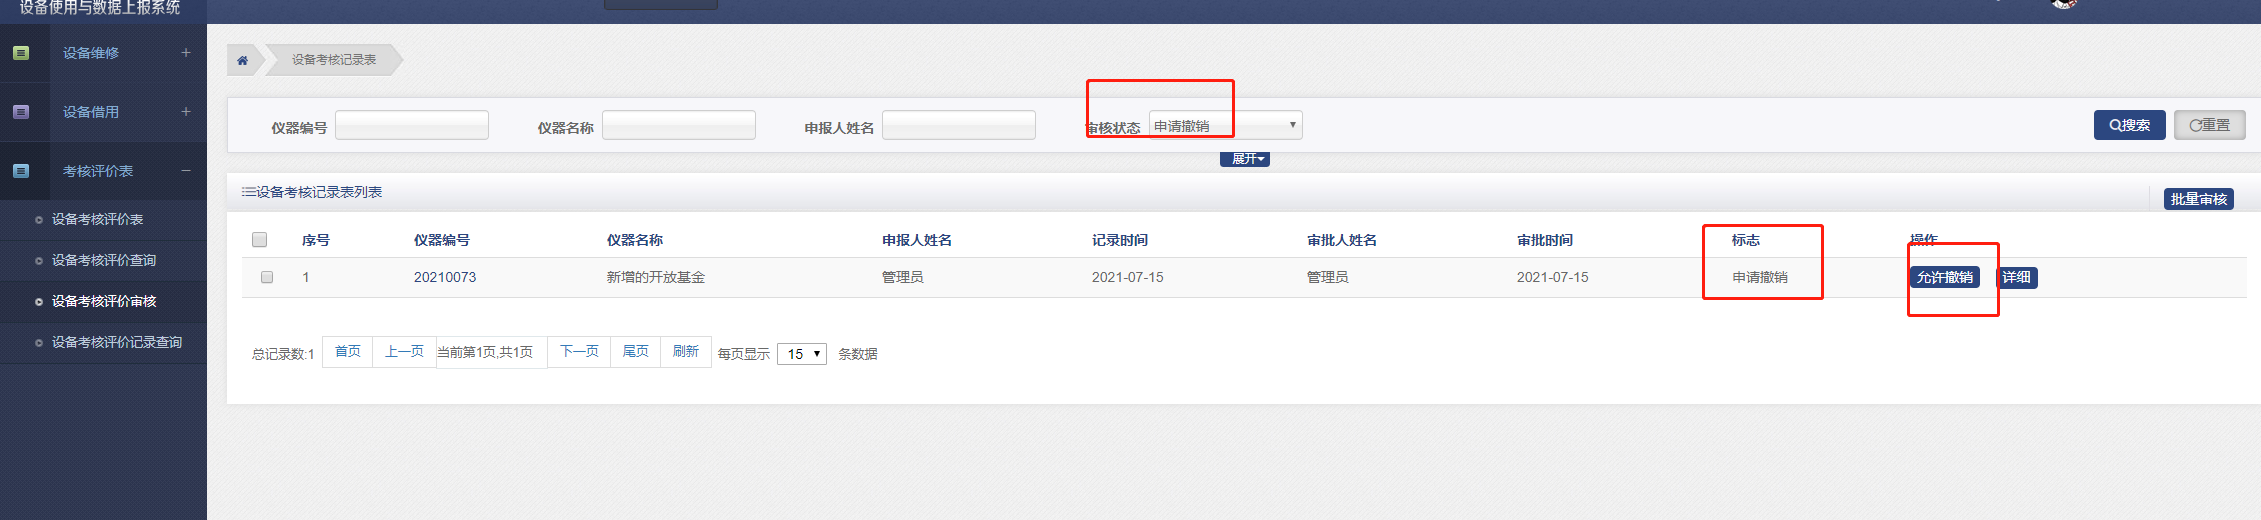 设备使用与数据上报系统
设备维修
设备借用
考核评价表
设备考核评价表
设备考核评价查询
设备考核评价审核
设备考核评价记录查询
设备考核记录表
仪器编号 仪器名称 申报人姓名 审核状态 申请撤销 搜索 重置
展开
设备考核记录表列表 批量审核
序号 仪器编号 仪器名称 申报人姓名 记录时间 审批人姓名 审批时间 标志 操作
1 20210073 新增的开放基金 管理员 2021-07-15 管理员 2021-07-15 申请撤销 允许撤销 详细
总记录数:1 首页 上一页 当前第1页,共1页 下一页 尾页 刷新 每页显示 15 条数据